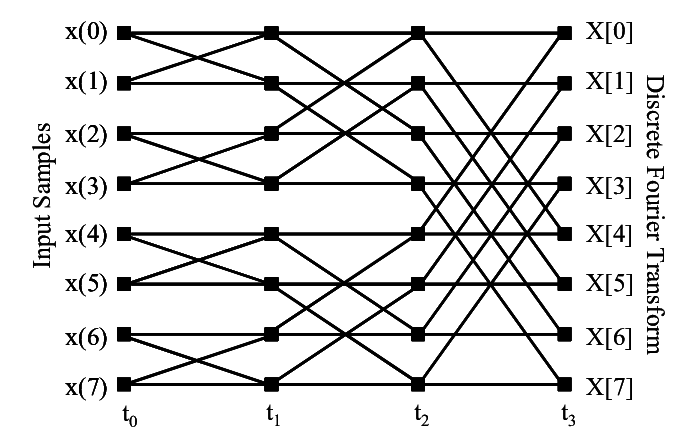 x(0)
x(1)
x(2)
x(3)
x(4)
x(5)
x(6)
x(7)
Input Samples
t0
t1
t2
t3
X[0]
X[1]
X[2]
X[3]
X[4]
X[5]
X[6]
X[7]
Discrete Fourier Transform